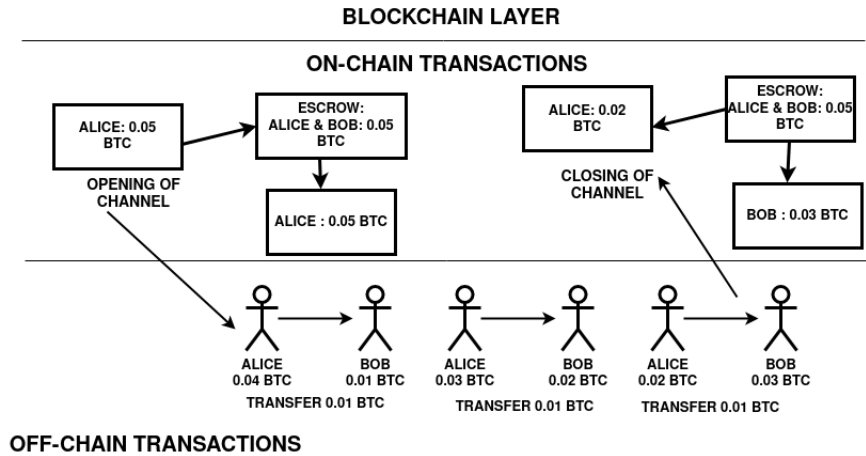 BLOCKCHAIN LAYER
ON-CHAIN TRANSACTIONS
ALICE: 0.05
BTC
ESCROW:
ALICE & BOB: 0.05
BTC
ALICE : 0.05 BTC
OPENING OF
CHANNEL
ALICE: 0.02
BTC
ESCROW:
ALICE & BOB: 0.05
BTC
CLOSING OF
CHANNEL
BOB : 0.03 BTC
ALICE
0.04 BTC
BOB
0.01 BTC
TRANSFER 0.01 BTC
ALICE
0.03 BTC
BOB
0.02 BTC
TRANSFER 0.01 BTC
ALICE
0.02 BTC
BOB
0.03 BTC
TRANSFER 0.01 BTC
OFF-CHAIN TRANSACTIONS